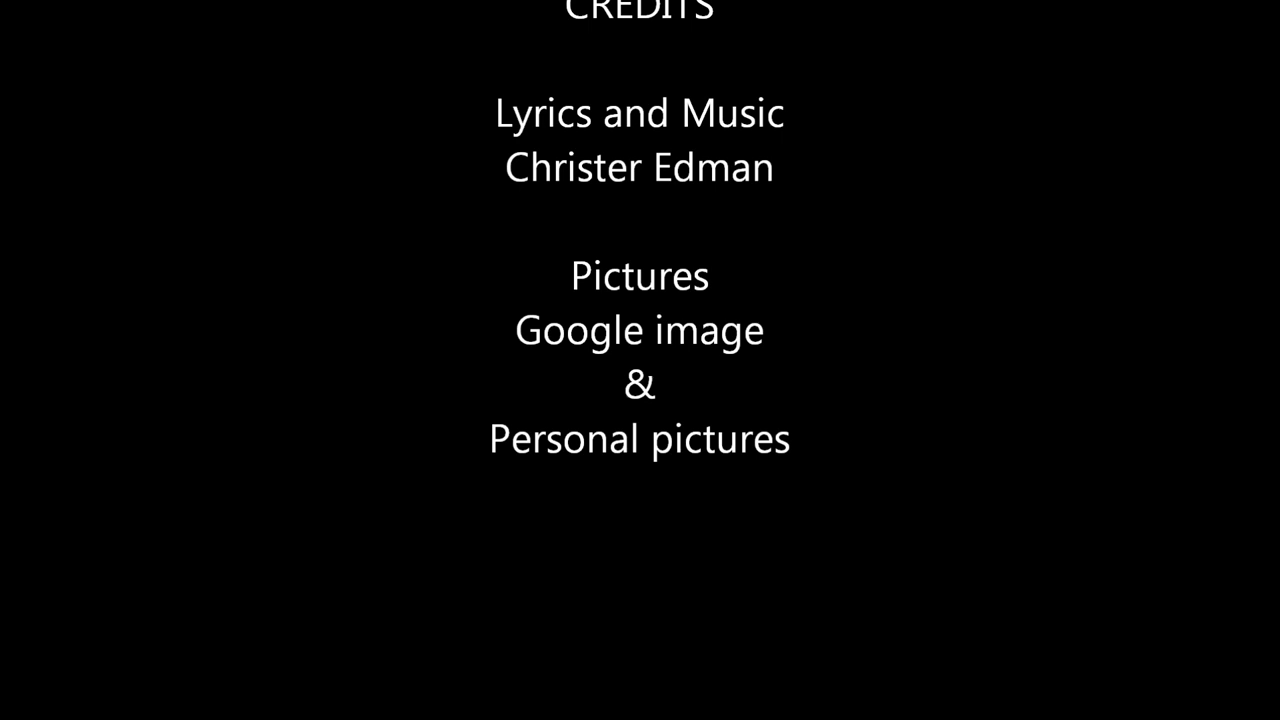 CREDITS
Lyrics and Music
Christer Edman
Pictures
Google image
&
Personal pictures